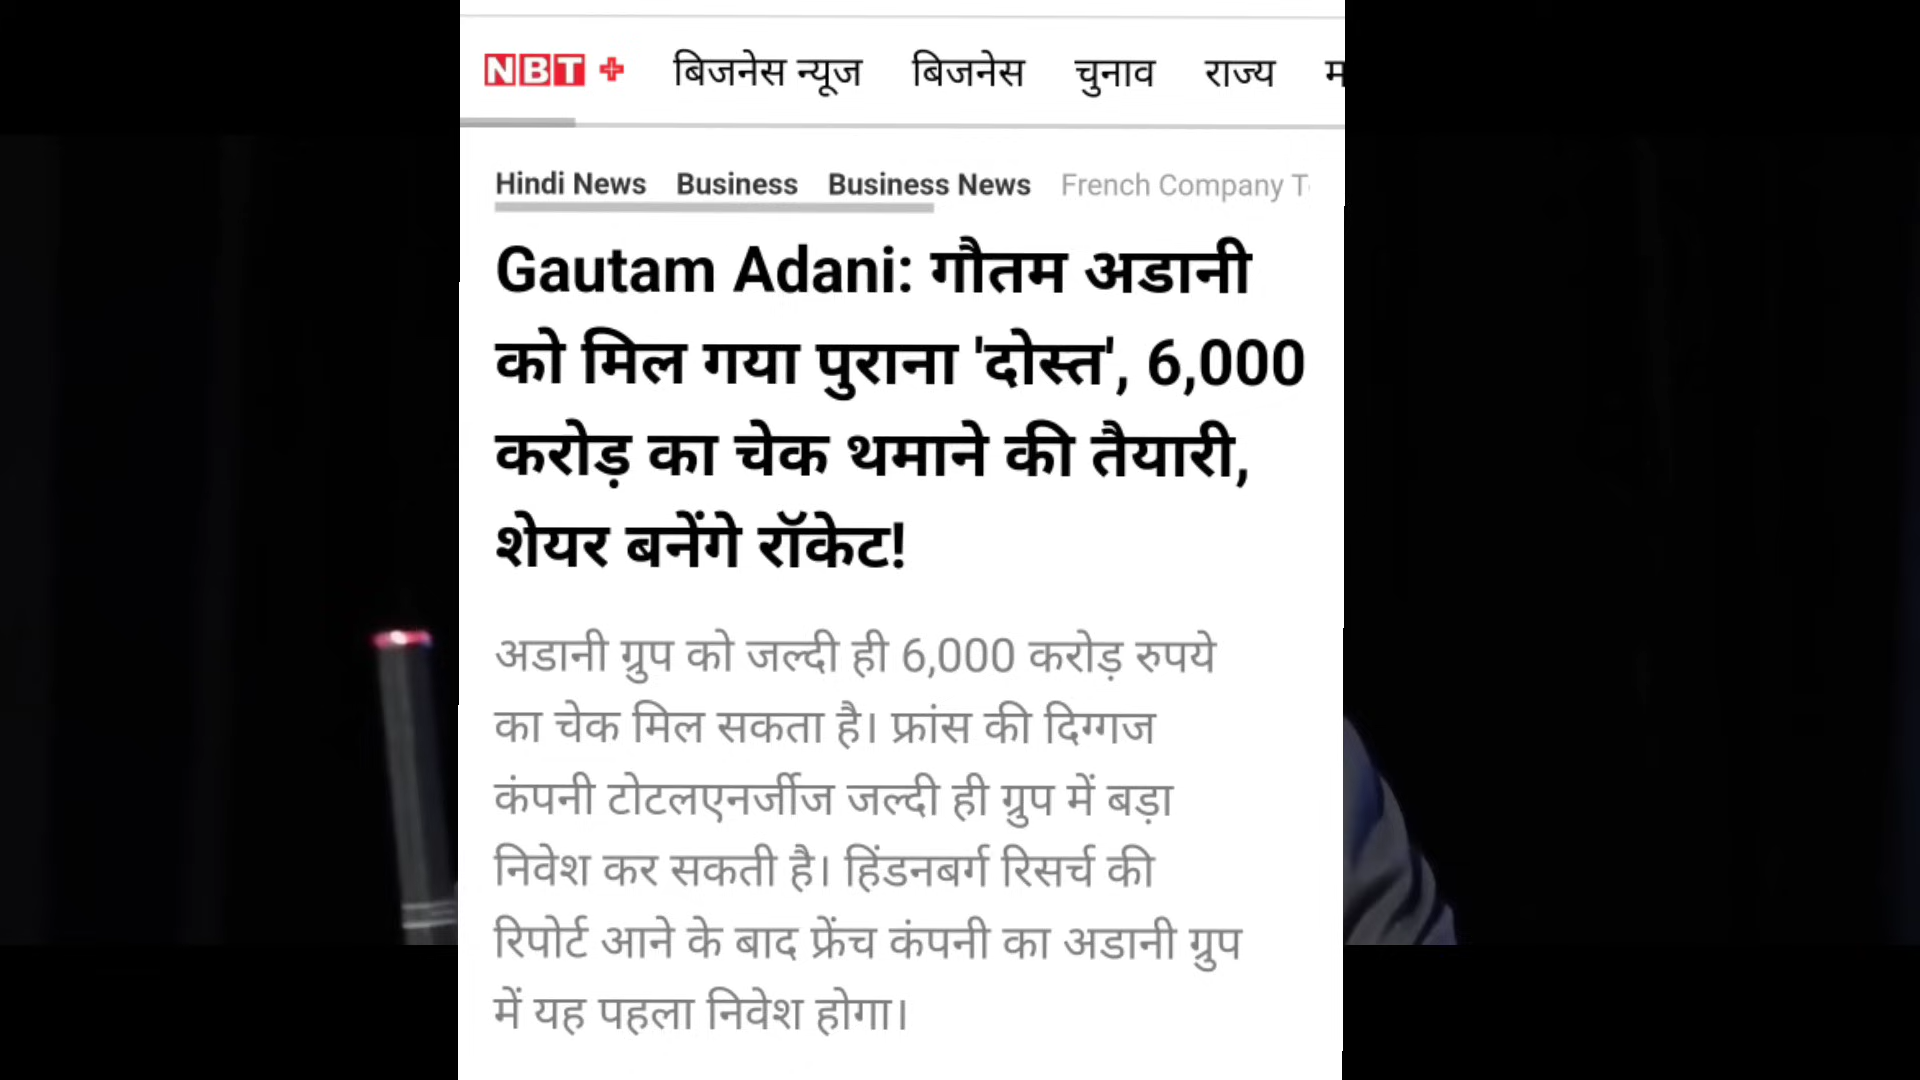 NBT + बिजनेस न्यूज बिजनेस चुनाव राज्य
Hindi News Business Business News French Company
Gautam Adani: गौतम अडानी
को मिल गया पुराना 'दोस्त', 6,000
करोड़ का चेक थमाने की तैयारी,
शेयर बनेंगे रॉकेट!
अडानी ग्रुप को जल्दी ही 6,000 करोड़ रुपये
का चेक मिल सकता है। फ्रांस की दिग्गज
कंपनी टोटलएनर्जीज जल्दी ही ग्रुप में बड़ा
निवेश कर सकती है। हिंडनबर्ग रिसर्च की
रिपोर्ट आने के बाद फ्रेंच कंपनी का अडानी ग्रुप
में यह पहला निवेश होगा।